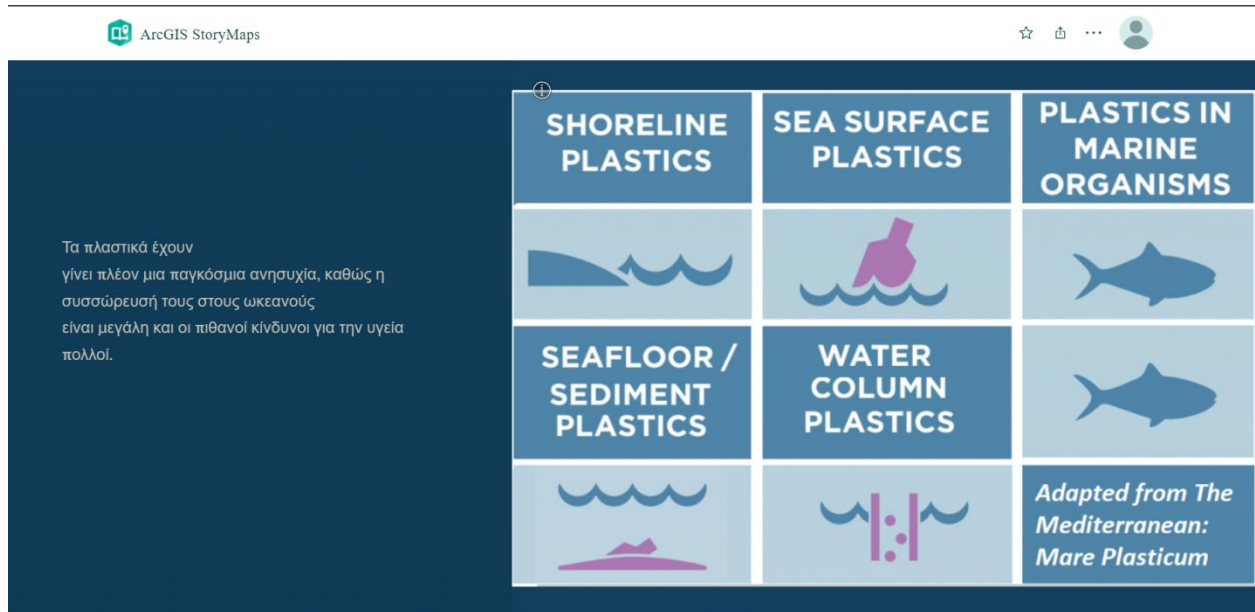 ArcGIS StoryMaps
Τα πλαστικά έχουν
γίνει πλέον μια παγκόσμια ανησυχία, καθώς η
συσσώρευσή τους στους ωκεανούς
είναι μεγάλη και οι πιθανοί κίνδυνοι για την υγεία
πολλοί.
SHORELINE
PLASTICS
SEA SURFACE
PLASTICS
PLASTICS IN
MARINE
ORGANISMS
SEAFLOOR /
SEDIMENT
PLASTICS
WATER
COLUMN
PLASTICS
Adapted from The
Mediterranean:
Mare Plasticum